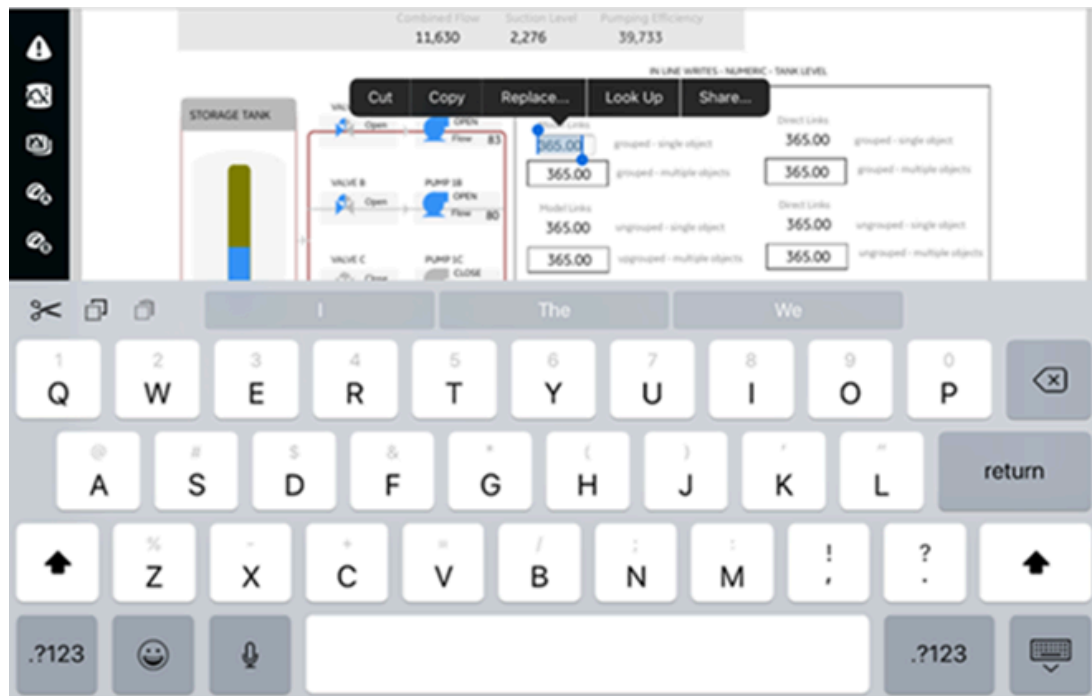 Combined Flow Suction Level Pumping Efficiency
11,630 2,276 39,733
IN LINE WRITES - NUMERIC - TANK LEVEL
Cut Copy Replace... Look Up Share...
STORAGE TANK
Open OPEN
Flow 83
Links
365.00 grouped - single object
365.00 grouped - multiple objects
Direct Links
365.00 grouped - single object
365.00 grouped - multiple objects
VALVE B PUMP 1B
Open OPEN
Flow 80
Model Links
365.00 ungrouped - single object
365.00 upgrouped - multiple objects
Direct Links
365.00 ungrouped - single object
365.00 ungrouped - multiple objects
VALVE C PUMP 1C
Close CLOSE
I The We
1 2 3 4 5 6 7 8 9 0
Q W E R T Y U I O P
@ # $ & * ( ) ' "
A S D F G H J K L return
% - + = / ; : ! ?
Z X C V B N M , .
.?123 .?123